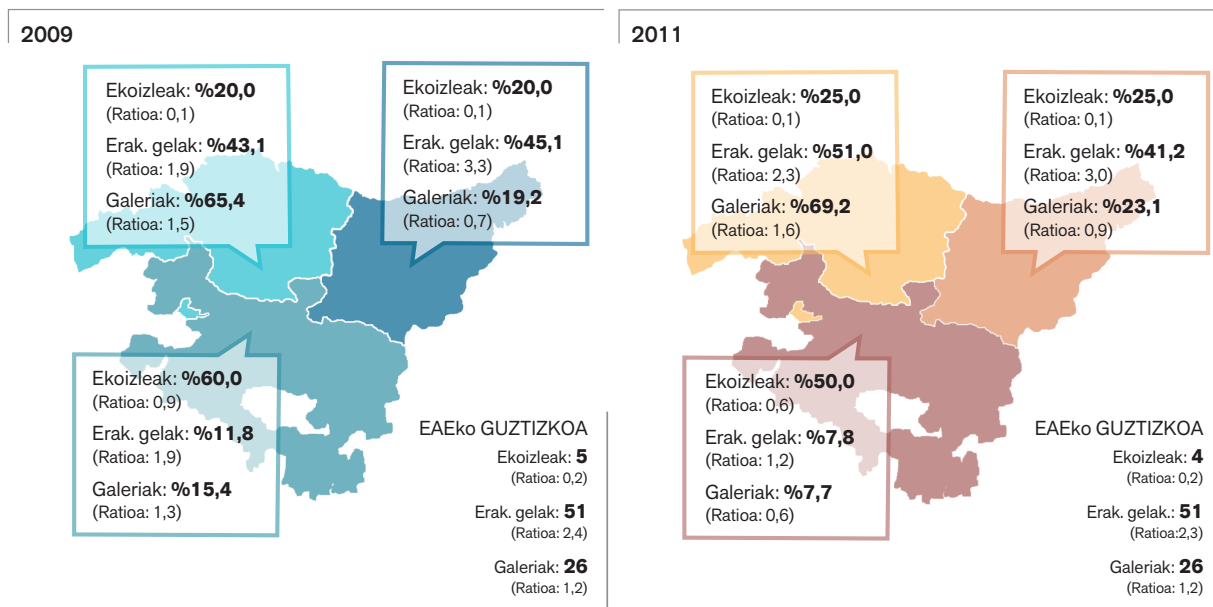 2009
Ekoizleak: %20,0
(Ratioa: 0,1)
Erak. gelak: %43,1
(Ratioa: 1,9)
Galeriak: %65,4
(Ratioa: 1,5)
Ekoizleak: %20,0
(Ratioa: 0,1)
Erak. gelak: %45,1
(Ratioa: 3,3)
Galeriak: %19,2
(Ratioa: 0,7)
Ekoizleak: %60,0
(Ratioa: 0,9)
Erak. gelak: %11,8
(Ratioa: 1,9)
Galeriak: %15,4
(Ratioa: 1,3)
EAEko GUZTIZKOA
Ekoizleak: 5
(Ratioa: 0,2)
Erak. gelak: 51
(Ratioa: 2,4)
Galeriak: 26
(Ratioa: 1,2)
2011
Ekoizleak: %25,0
(Ratioa: 0,1)
Erak. gelak: %51,0
(Ratioa: 2,3)
Galeriak: %69,2
(Ratioa: 1,6)
Ekoizleak: %25,0
(Ratioa: 0,1)
Erak. gelak: %41,2
(Ratioa: 3,0)
Galeriak: %23,1
(Ratioa: 0,9)
Ekoizleak: %50,0
(Ratioa: 0,6)
Erak. gelak: %7,8
(Ratioa: 1,2)
Galeriak: %7,7
(Ratioa: 0,6)
EAEko GUZTIZKOA
Ekoizleak: 4
(Ratioa: 0,2)
Erak. gelak.: 51
(Ratioa:2,3)
Galeriak: 26
(Ratioa: 1,2)